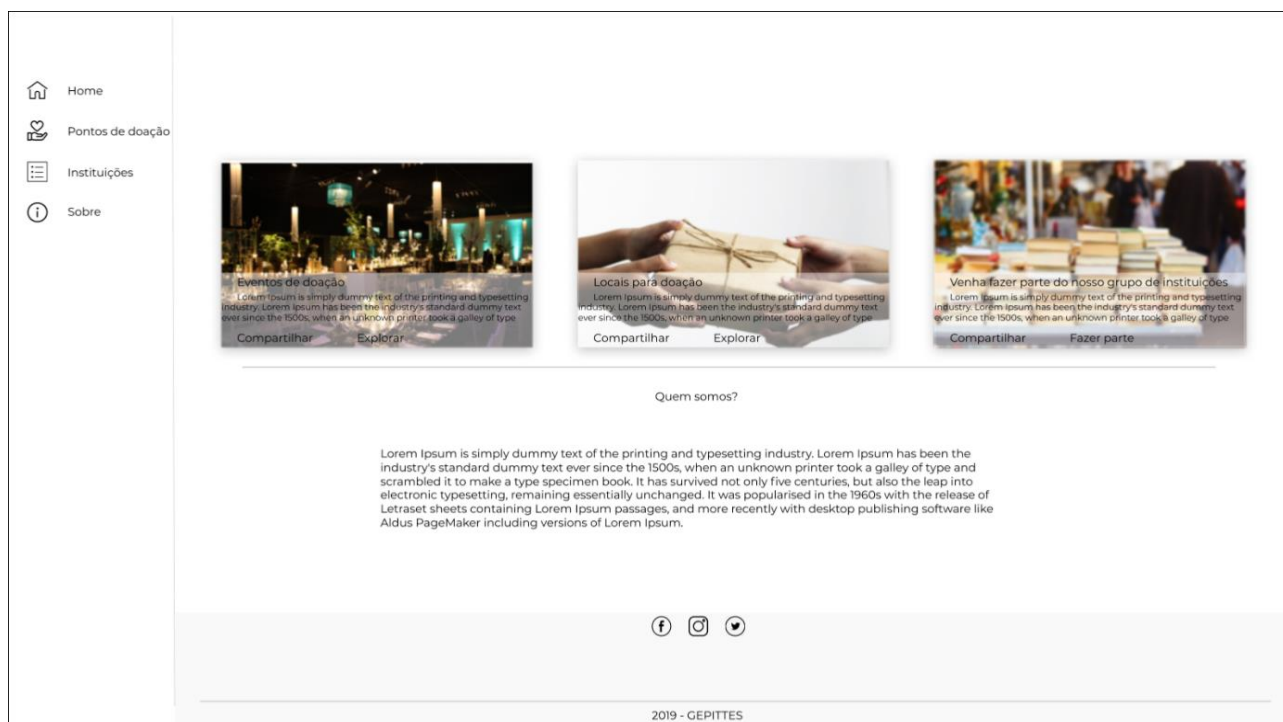 Home
Pontos de doação
Instituições
Sobre
Eventos de doação
Lorem Ipsum is simply dummy text of the printing and typesetting
industry. Lorem Ipsum has been the industry's standard dummy text
ever since the 1500s, when an unknown printer took a galley of type
Compartilhar Explorar
Locais para doação
Lorem Ipsum is simply dummy text of the printing and typesetting
industry. Lorem Ipsum has been the industry's standard dummy text
ever since the 1500s, when an unknown printer took a galley of type
Compartilhar Explorar
Venha fazer parte do nosso grupo de instituições
Lorem Ipsum is simply dummy text of the printing and typesetting
industry. Lorem Ipsum has been the industry's standard dummy text
ever since the 1500s, when an unknown printer took a galley of type
Compartilhar Fazer parte
Quem somos?
Lorem Ipsum is simply dummy text of the printing and typesetting industry. Lorem Ipsum has been the
industry's standard dummy text ever since the 1500s, when an unknown printer took a galley of type and
scrambled it to make a type specimen book. It has survived not only five centuries, but also the leap into
electronic typesetting, remaining essentially unchanged. It was popularised in the 1960s with the release of
Letraset sheets containing Lorem Ipsum passages, and more recently with desktop publishing software like
Aldus PageMaker including versions of Lorem Ipsum.
2019 - GEPITTES